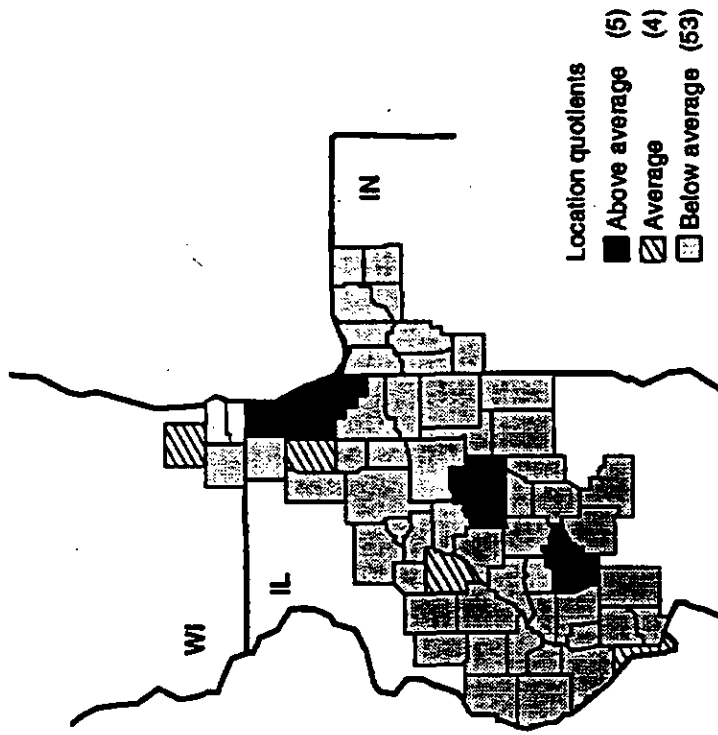 WI
IL
IN
Location quotients
Above average (5)
Average (4)
Below average (53)